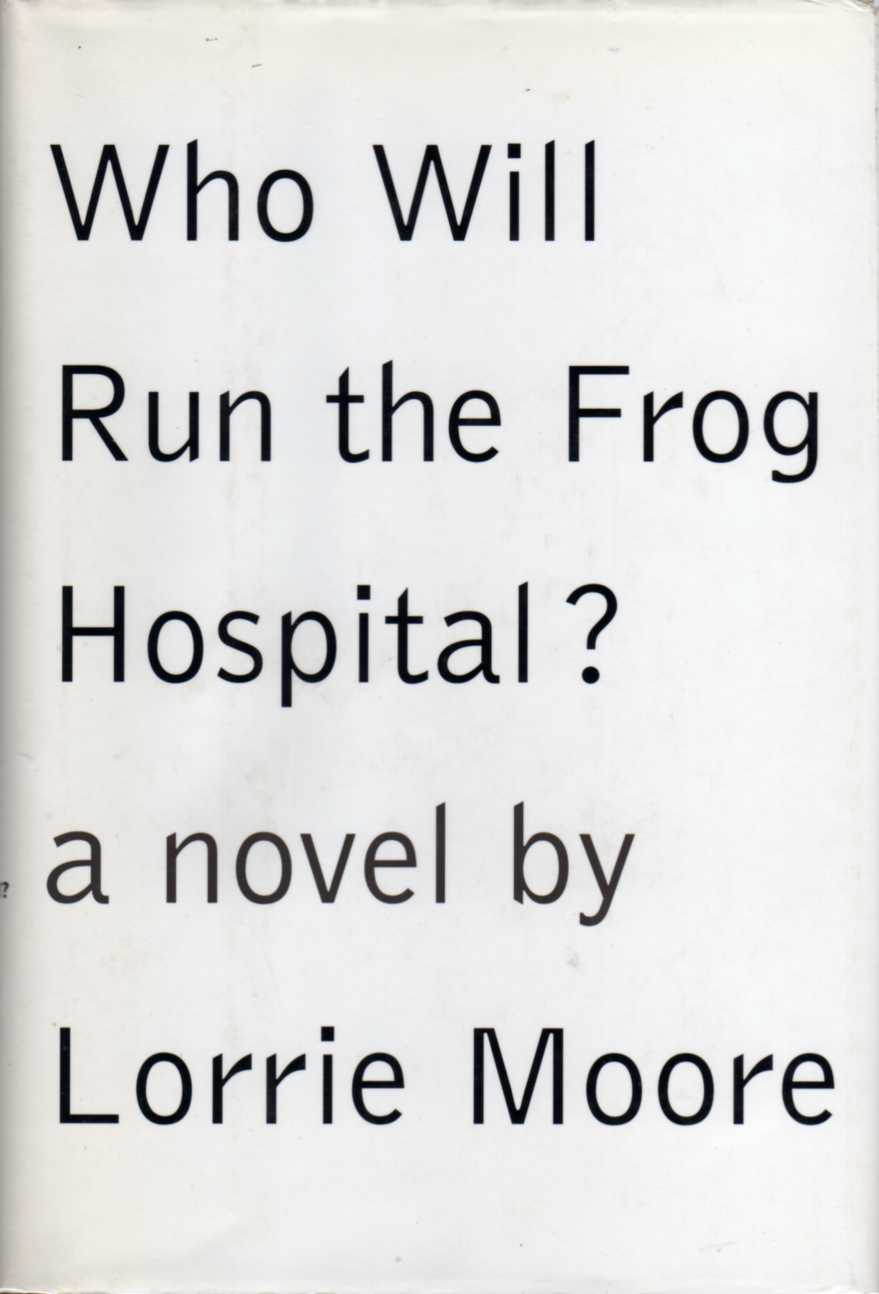 Who Will
Run the Frog
Hospital?
a novel by
Lorrie Moore
?